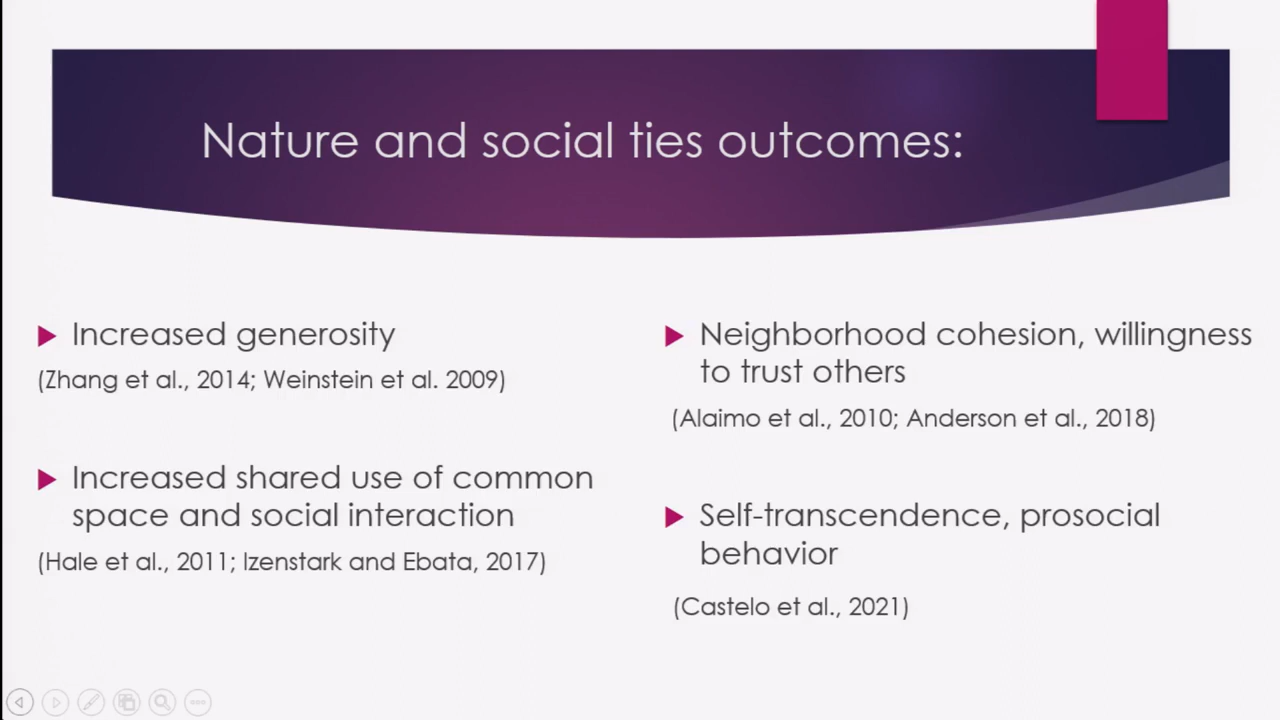 Nature and social ties outcomes:
Increased generosity
(Zhang et al., 2014; Weinstein et al. 2009)
Increased shared use of common
space and social interaction
(Hale et al., 2011; Izenstark and Ebata, 2017)
Neighborhood cohesion, willingness
to trust others
(Alaimo et al., 2010; Anderson et al., 2018)
Self-transcendence, prosocial
behavior
(Castelo et al., 2021)